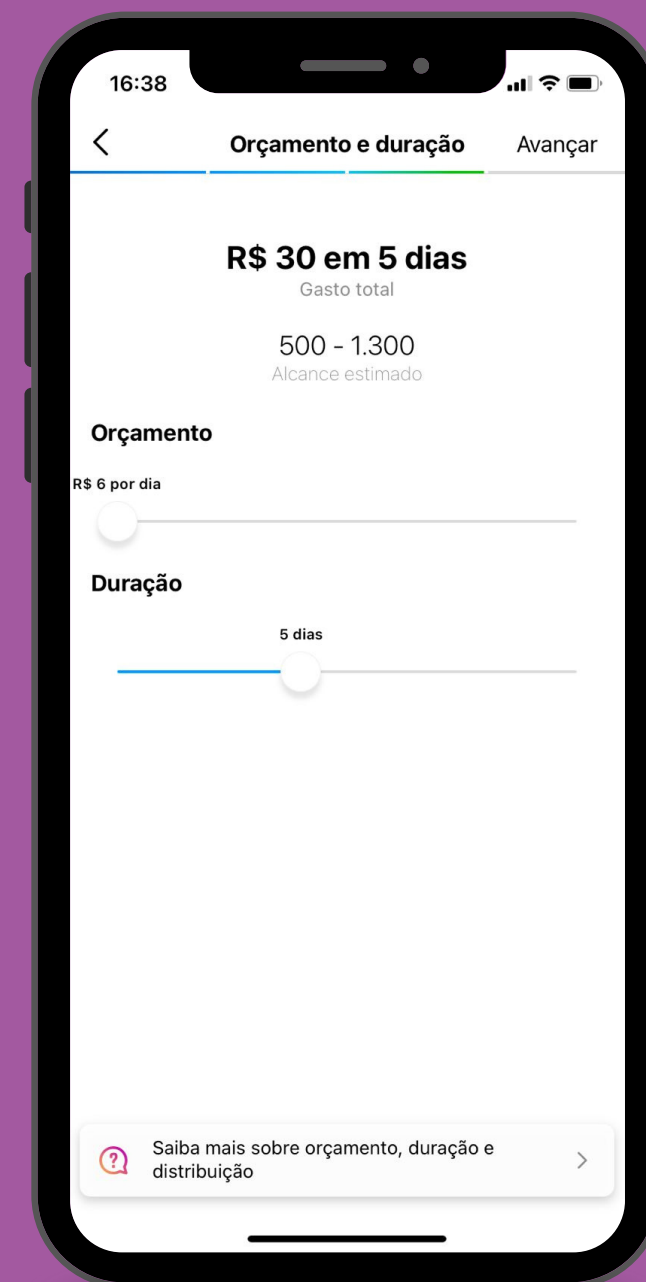 16:38
Orçamento e duração
Avançar
R$ 30 em 5 dias
Gasto total
500 - 1.300
Alcance estimado
Orçamento
R$ 6 por dia
Duração
5 dias
Saiba mais sobre orçamento, duração e
distribuição